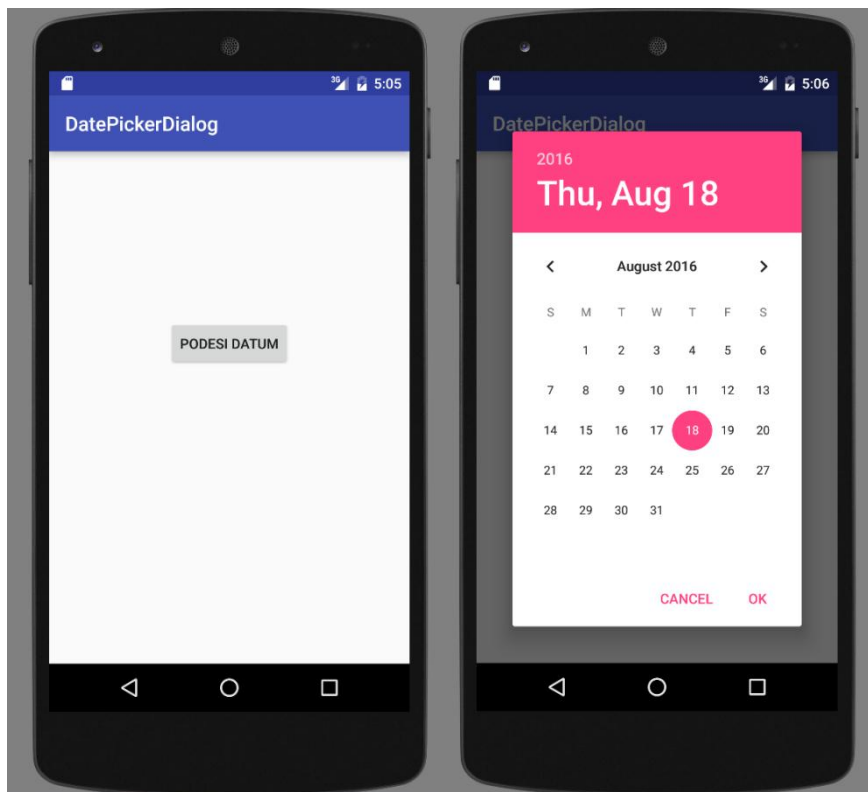 3G 5:05
DatePickerDialog
PODESI DATUM
3G 5:06
DatePickerDialog
2016
Thu, Aug 18
August 2016
S M T W T F S
1 2 3 4 5 6
7 8 9 10 11 12 13
14 15 16 17 18 19 20
21 22 23 24 25 26 27
28 29 30 31
CANCEL OK